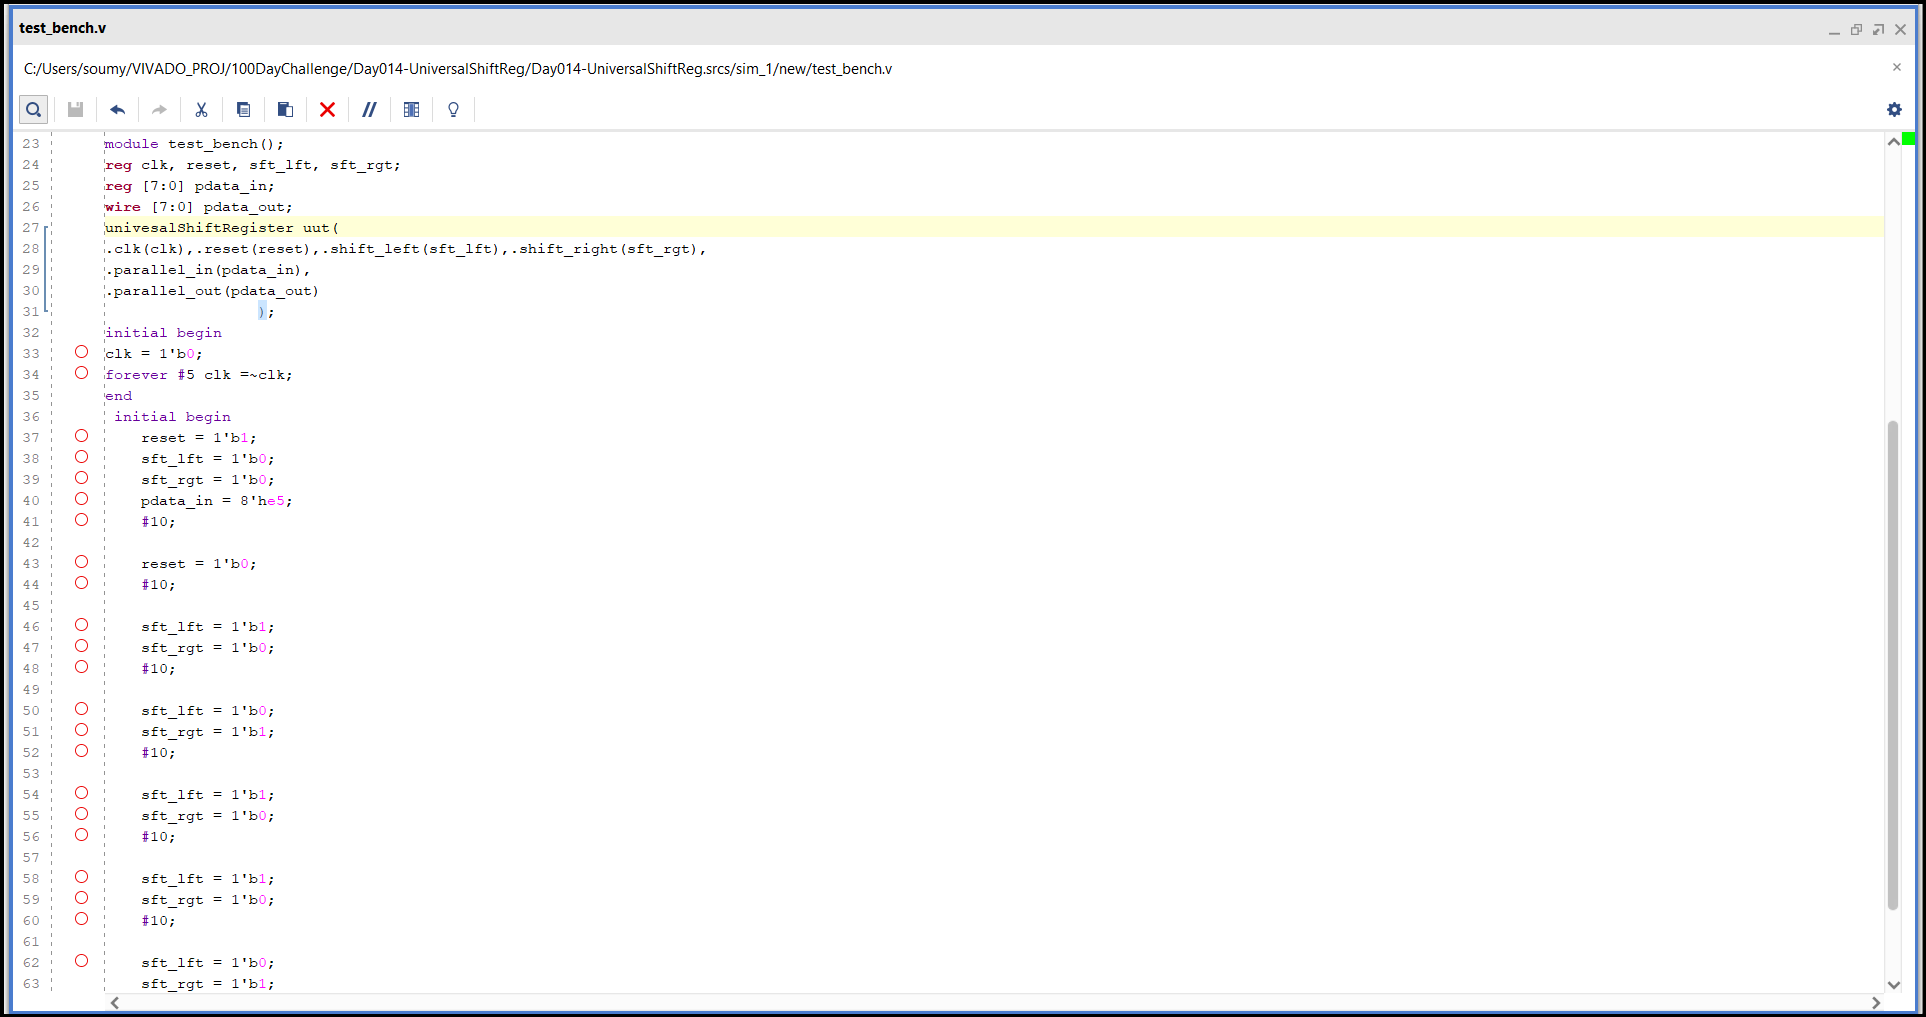 test_bench.v
C:/Users/soumy/VIVADO_PROJ/100DayChallenge/Day014-UniversalShiftReg/Day014-UniversalShiftReg.srcs/sim_1/new/test_bench.v
23 module test_bench();
24 reg clk, reset, sft_lft, sft_rgt;
25 reg [7:0] pdata_in;
26 wire [7:0] pdata_out;
27 univesalShiftRegister uut(
28 .clk(clk),.reset(reset),.shift_left(sft_lft),.shift_right(sft_rgt),
29 .parallel_in(pdata_in),
30 .parallel_out(pdata_out)
31 );
32 initial begin
33 clk = 1'b0;
34 forever #5 clk =~clk;
35 end
36 initial begin
37 reset = 1'b1;
38 sft_lft = 1'b0;
39 sft_rgt = 1'b0;
40 pdata_in = 8'he5;
41 #10;
42
43 reset = 1'b0;
44 #10;
45
46 sft_lft = 1'b1;
47 sft_rgt = 1'b0;
48 #10;
49
50 sft_lft = 1'b0;
51 sft_rgt = 1'b1;
52 #10;
53
54 sft_lft = 1'b1;
55 sft_rgt = 1'b0;
56 #10;
57
58 sft_lft = 1'b1;
59 sft_rgt = 1'b0;
60 #10;
61
62 sft_lft = 1'b0;
63 sft_rgt = 1'b1;